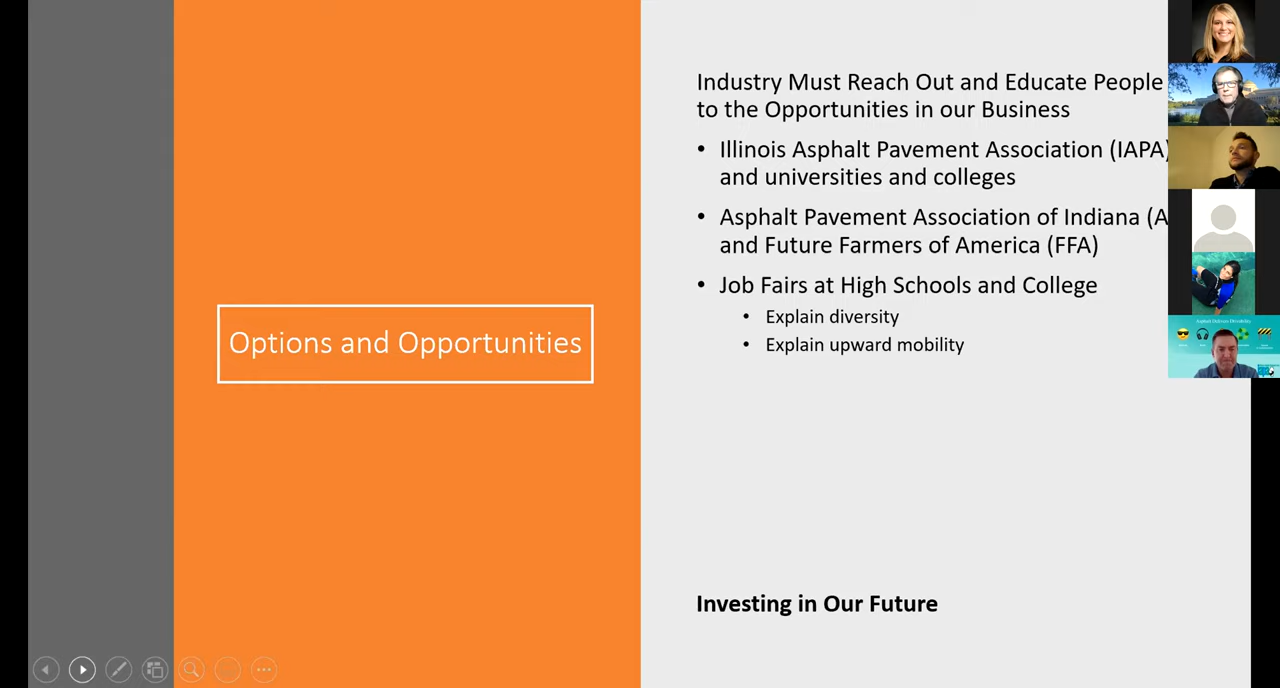 Industry Must Reach Out and Educate People
to the Opportunities in our Business
• Illinois Asphalt Pavement Association (IAPA)
and universities and colleges
• Asphalt Pavement Association of Indiana (A
and Future Farmers of America (FFA)
• Job Fairs at High Schools and College
• Explain diversity
• Explain upward mobility
Options and Opportunities
Investing in Our Future